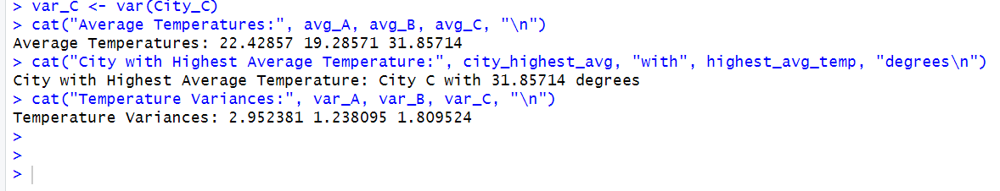 > var_C <- var(City_C)
> cat("Average Temperatures:", avg_A, avg_B, avg_C, "\n")
Average Temperatures: 22.42857 19.28571 31.85714
> cat("City with Highest Average Temperature:", city_highest_avg, "with", highest_avg_temp, "degrees\n")
City with Highest Average Temperature: City C with 31.85714 degrees
> cat("Temperature Variances:", var_A, var_B, var_C, "\n")
Temperature Variances: 2.952381 1.238095 1.809524
>
>
>